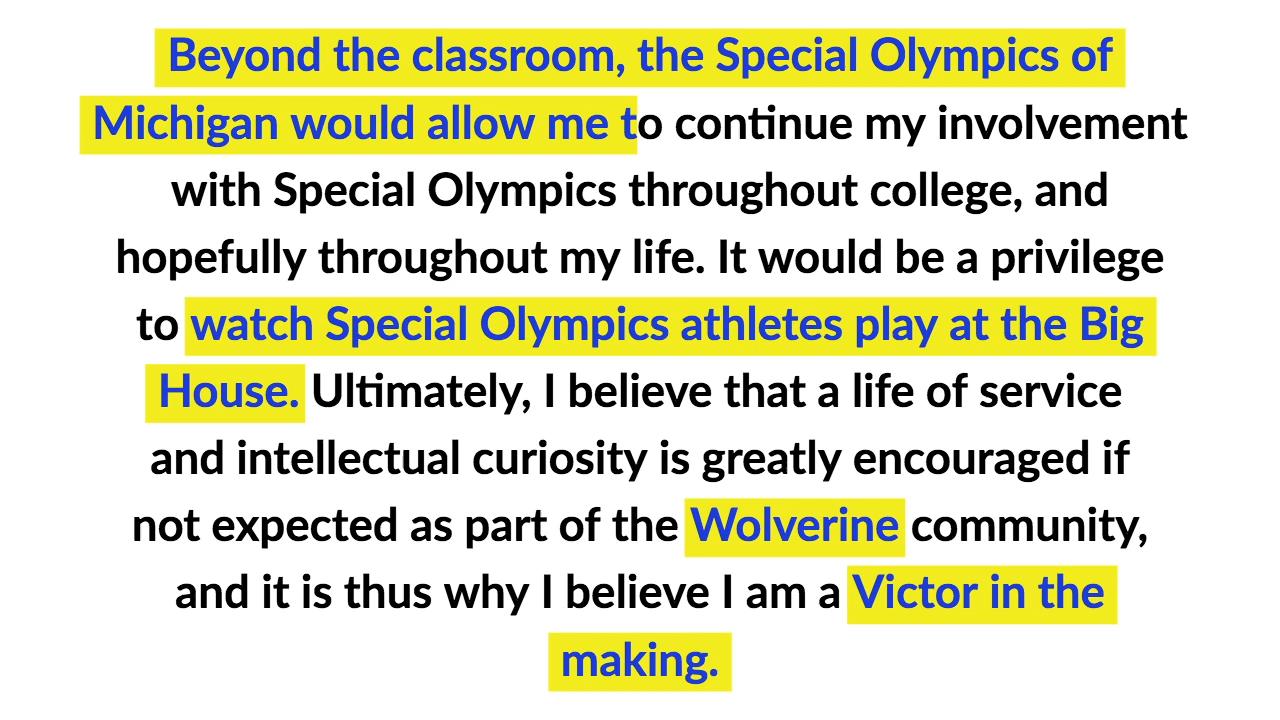 Beyond the classroom, the Special Olympics of
Michigan would allow me to continue my involvement
with Special Olympics throughout college, and
hopefully throughout my life. It would be a privilege
to watch Special Olympics athletes play at the Big
House. Ultimately, I believe that a life of service
and intellectual curiosity is greatly encouraged if
not expected as part of the Wolverine community,
and it is thus why I believe I am a Victor in the
making.